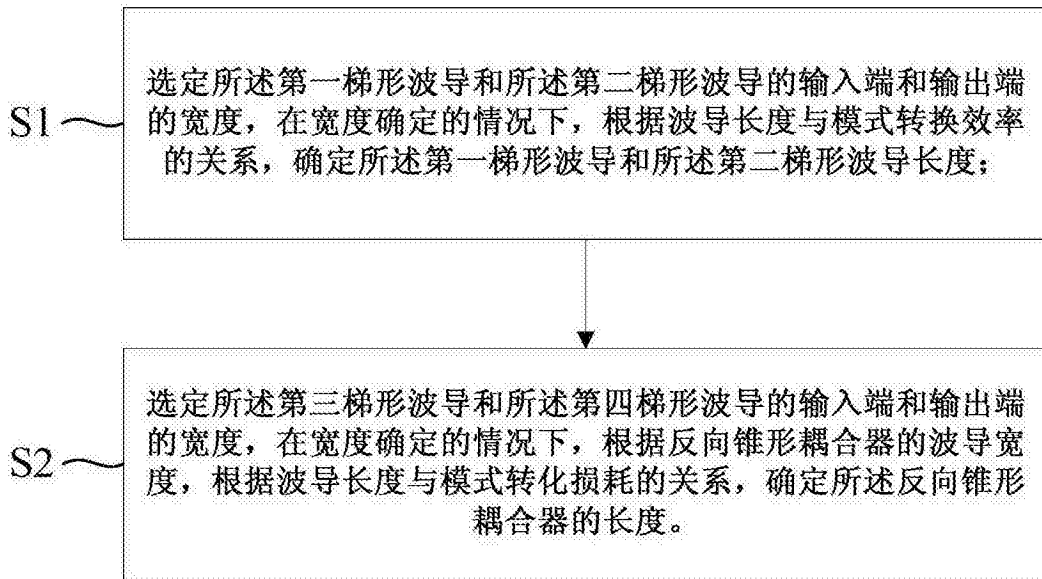 S1
选定所述第一梯形波导和所述第二梯形波导的输入端和输出端
的宽度，在宽度确定的情况下，根据波导长度与模式转换效率
的关系，确定所述第一梯形波导和所述第二梯形波导长度；
S2
选定所述第三梯形波导和所述第四梯形波导的输入端和输出端
的宽度，在宽度确定的情况下，根据反向锥形耦合器的波导宽
度，根据波导长度与模式转化损耗的关系，确定所述反向锥形
耦合器的长度。